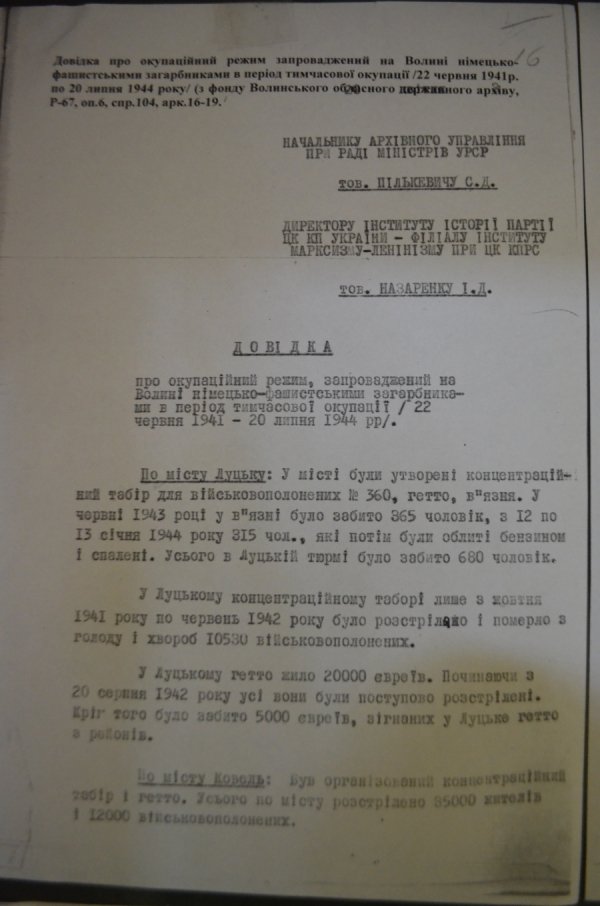 16
Довідка про окупаційний режим запроваджений на Волині німецько-
фашистськими загарбниками в період тимчасової окупації /22 червня 1941р.
по 20 липня 1944 року/ (з фонду Волинського обласного державного архіву,
Р-67, оп.6, спр.104, арк.16-19.
НАЧАЛЬНИКУ АРХІВНОГО УПРАВЛІННЯ
ПРИ РАДІ МІНІСТРІВ УРСР
тов. ПІЛЬКЕВИЧУ С.Д.
ДИРЕКТОРУ ІНСТИТУТУ ІСТОРІЇ ПАРТІЇ
ЦК КП УКРАЇНИ - ФІЛІАЛУ ІНСТИТУТУ
МАРКСИЗМУ-ЛЕНІНІЗМУ ПРИ ЦК КПРС
тов. НАЗАРЕНКУ І.Д.
ДОВІДКА
про окупаційний режим, запроваджений на
Волині німецько-фашистськими загарбника-
ми в період тимчасової окупації / 22
червня 1941 - 20 липня 1944 рр/.
По місту Луцьку: У місті були утворені концентрацій-
ний табір для військовополонених № 360, гетто, в"язня. У
червні 1943 році у в"язні було забито 365 чоловік, з 12 по
13 січня 1944 року 315 чол., які потім були облиті бензином
і спалені. Усього в Луцькій тюрмі було забито 680 чоловік.
У Луцькому концентраційному таборі лише з жовтня
1941 року по червень 1942 року було розстріляно і померло з
голоду і хвороб 10530 військовополонених.
У Луцькому гетто жило 20000 євреїв. Починаючи з
20 серпня 1942 року усі вони були поступово розстрілені.
Кріг того було забито 5000 євреїв, зігнаних у Луцьке гетто
з районів.
По місту Ковель: Був організований концентраційний
табір і гетто. Усього по місту розстрілено 35000 жителів
і 12000 військовополонених.